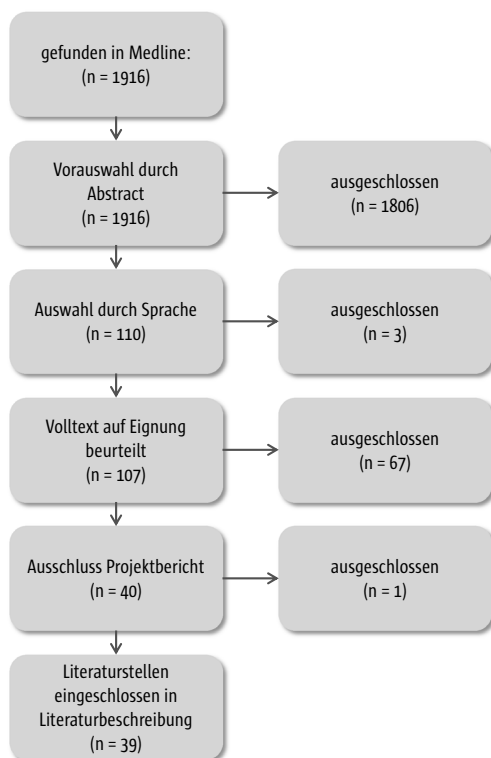 gefunden in Medline:
(n = 1916)
Vorauswahl durch
Abstract
(n = 1916)
ausgeschlossen
(n = 1806)
Auswahl durch Sprache
(n = 110)
ausgeschlossen
(n = 3)
Volltext auf Eignung
beurteilt
(n = 107)
ausgeschlossen
(n = 67)
Ausschluss Projektbericht
(n = 40)
ausgeschlossen
(n = 1)
Literaturstellen
eingeschlossen in
Literaturbeschreibung
(n = 39)